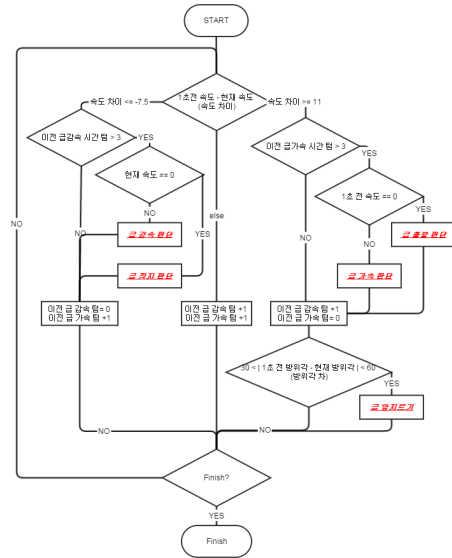 START
1초전 속도 - 현재 속도
(속도 차이)
속도 차이 <= -7.5
속도 차이 >= 11
이전 급감속 시간 텀 > 3
YES
이전 급가속 시간 텀 > 3
YES
현재 속도 == 0
1초 전 속도 == 0
NO
NO
YES
else
YES
급 감속 판단
NO
NO
급 출발 판단
급 정지 판단
급 가속 판단
이전 급 감속 텀= 0
이전 급 가속 텀 +1
이전 급 감속 텀 +1
이전 급 가속 텀 +1
이전 급 감속 텀 +1
이전 급 가속 텀= 0
30 < | 1초 전 방위각 - 현재 방위각 | < 60
(방위각 차)
YES
급 앞지르기
NO
NO
Finish?
YES
Finish